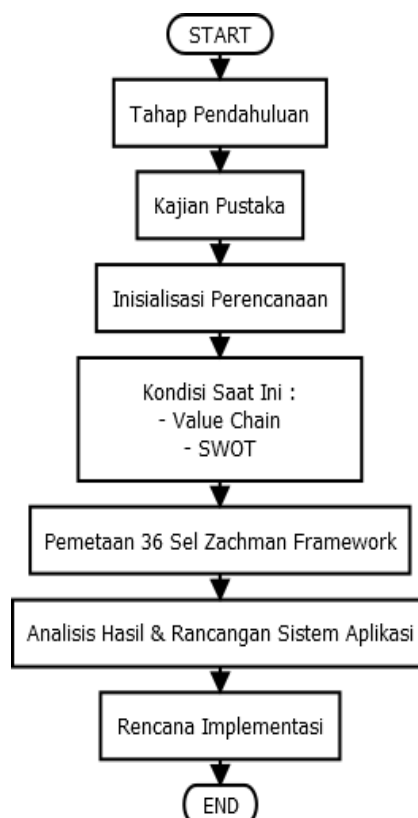 START
Tahap Pendahuluan
Kajian Pustaka
Inisialisasi Perencanaan
Kondisi Saat Ini :
- Value Chain
- SWOT
Pemetaan 36 Sel Zachman Framework
Analisis Hasil & Rancangan Sistem Aplikasi
Rencana Implementasi
END